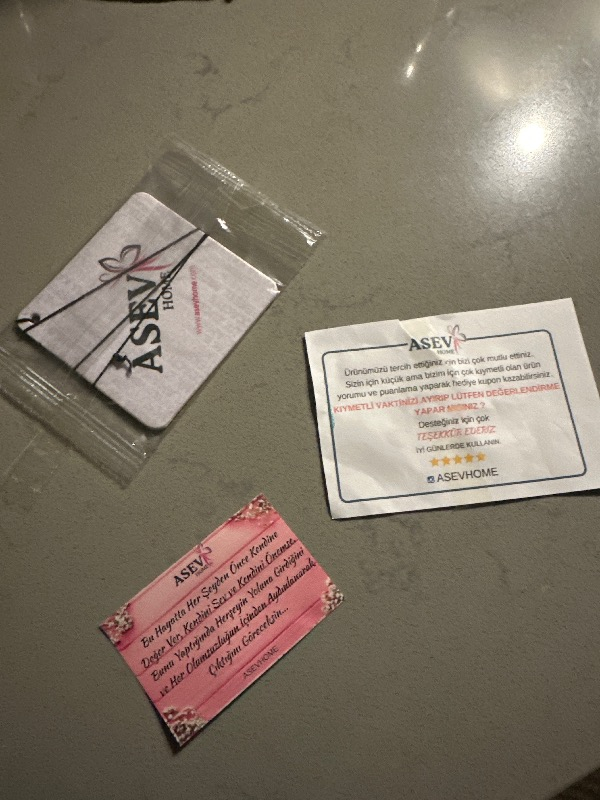 ASEV
HOME
www.asevhome.com
ASEV
HOME
Ürünümüzü tercih ettiğiniz için bizi çok mutlu ettiniz.
Sizin için küçük ama bizim için çok kıymetli olan ürün
yorumu ve puanlama yaparak hediye kupon kazabilirsiniz.
KIYMETLİ VAKTİNİZİ AYIRIP LÜTFEN DEĞERLENDİRME
YAPAR MISINIZ ?
Desteğiniz için çok
TEŞEKKÜR EDERİZ
İYİ GÜNLERDE KULLANIN.
ASEVHOME
ASEV
HOME
Bu Hayatta Her Şeyden Önce Kendine
Değer Ver, Kendini Sev ve Kendini Önemse,
Bunu Yaptığında Herşeyin Yoluna Girdiğini
ve Her Olumsuzluğun İçinden Aydınlanarak
Çıktığını Göreceksin...
ASEVHOME